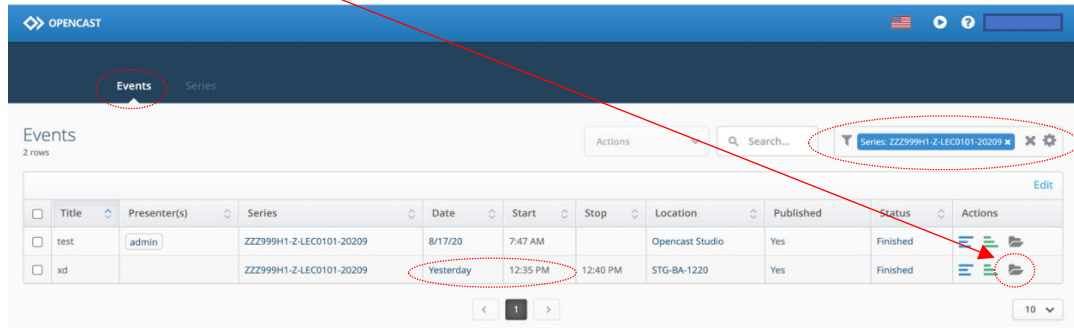 OPENCAST
Events Series
Events
2 rows
Actions Search... Series: ZZZ999H1-Z-LEC0101-20209 ×
Edit
Title Presenter(s) Series Date Start Stop Location Published Status Actions
test admin ZZZ999H1-Z-LEC0101-20209 8/17/20 7:47 AM Opencast Studio Yes Finished
xd ZZZ999H1-Z-LEC0101-20209 Yesterday 12:35 PM 12:40 PM STG-BA-1220 Yes Finished
< 1 > 10